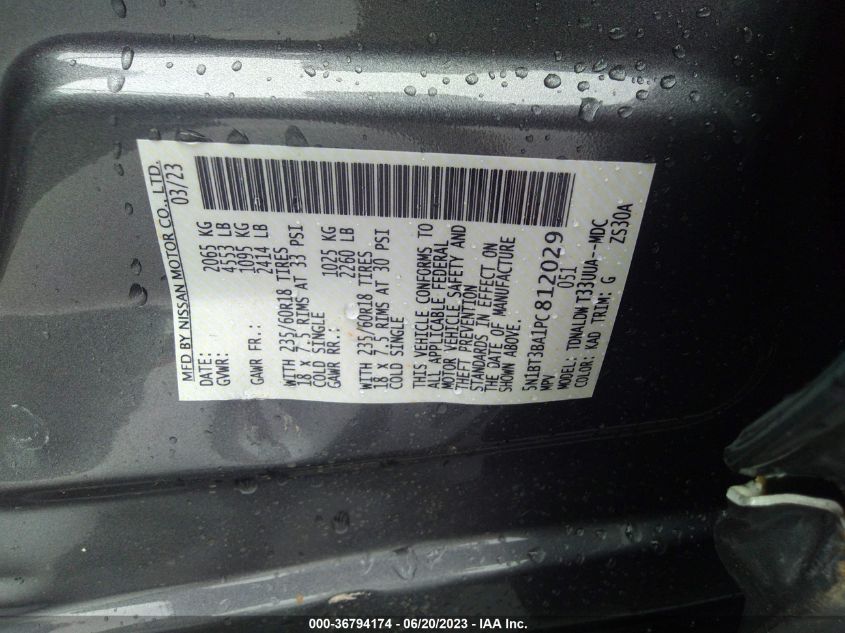 MFD BY NISSAN MOTOR CO., LTD.
DATE: 03/23
GVWR: 2065 KG
4553 LB
GAWR FR.: 1095 KG
2414 LB
WITH 235/60R18 TIRES
18 x 7.5 RIMS AT 33 PSI
COLD SINGLE
GAWR RR.: 1025 KG
2260 LB
WITH 235/60R18 TIRES
18 x 7.5 RIMS AT 30 PSI
COLD SINGLE
THIS VEHICLE CONFORMS TO
ALL APPLICABLE FEDERAL
MOTOR VEHICLE SAFETY AND
THEFT PREVENTION
STANDARDS IN EFFECT ON
THE DATE OF MANUFACTURE
SHOWN ABOVE.
5N1BT3BA1PC812029
MPV 051
MODEL: TDNALDW T33UUA--MDC
COLOR: KAD TRIM: G ZS30A
000-36794174 - 06/20/2023 - © IAA Inc.